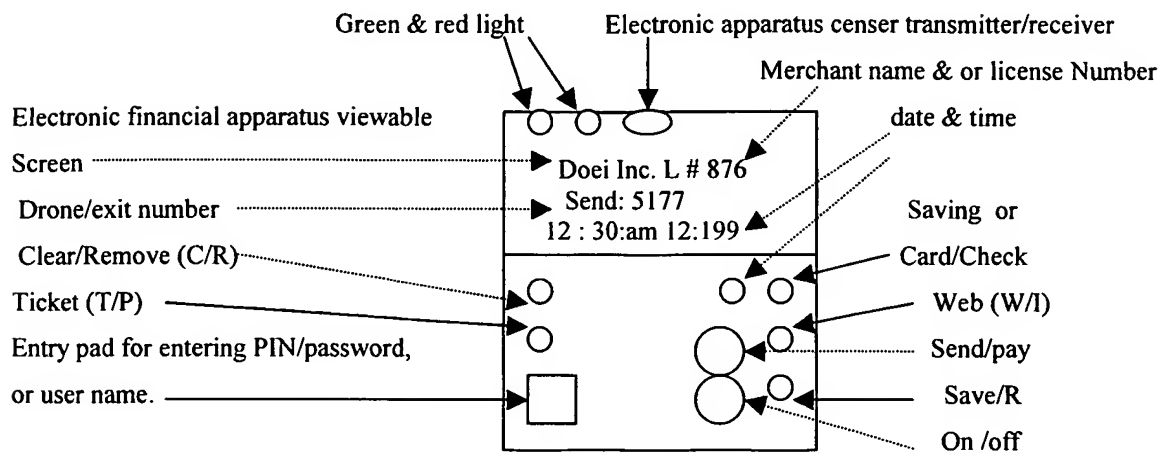 Green & red light
Electronic apparatus censer transmitter/receiver
Merchant name & or license Number
Electronic financial apparatus viewable
date & time
Screen
Doei Inc. L # 876
Drone/exit number
Send: 5177
Saving or
12 : 30:am 12:199
Clear/Remove (C/R)
Card/Check
Ticket (T/P)
Web (W/I)
Entry pad for entering PIN/password,
Send/pay
or user name.
Save/R
On /off